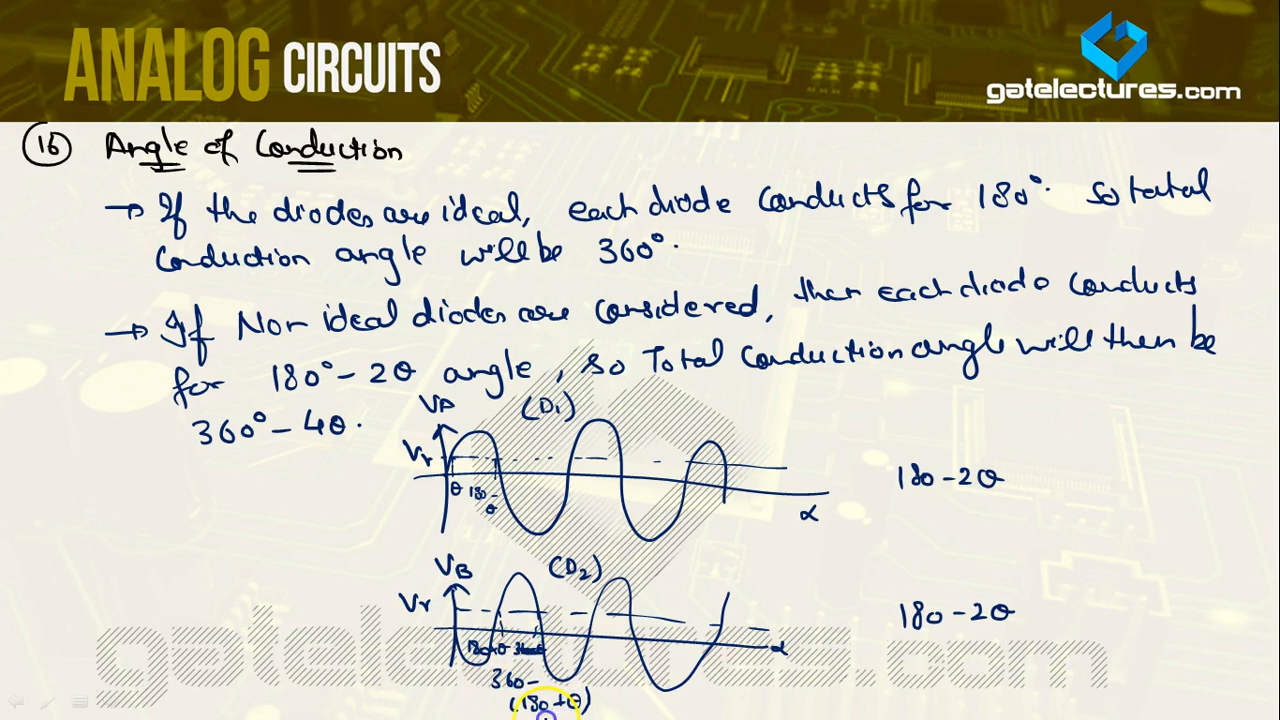 ANALOG CIRCUITS
gatelectures.com
16 Angle of Conduction
→ If the diodes are ideal, each diode conducts for 180°. so total
conduction angle will be 360°.
→ If Non ideal diodes are considered, then each diode conducts
for 180° - 2θ angle, so Total conduction angle will then be
360° - 4θ.
VA (D1)
Vr
θ 180-
θ
α
180-2θ
VB (D2)
Vr
180+θ
α
360-
(180+θ)
180-2θ
gatelectures.com